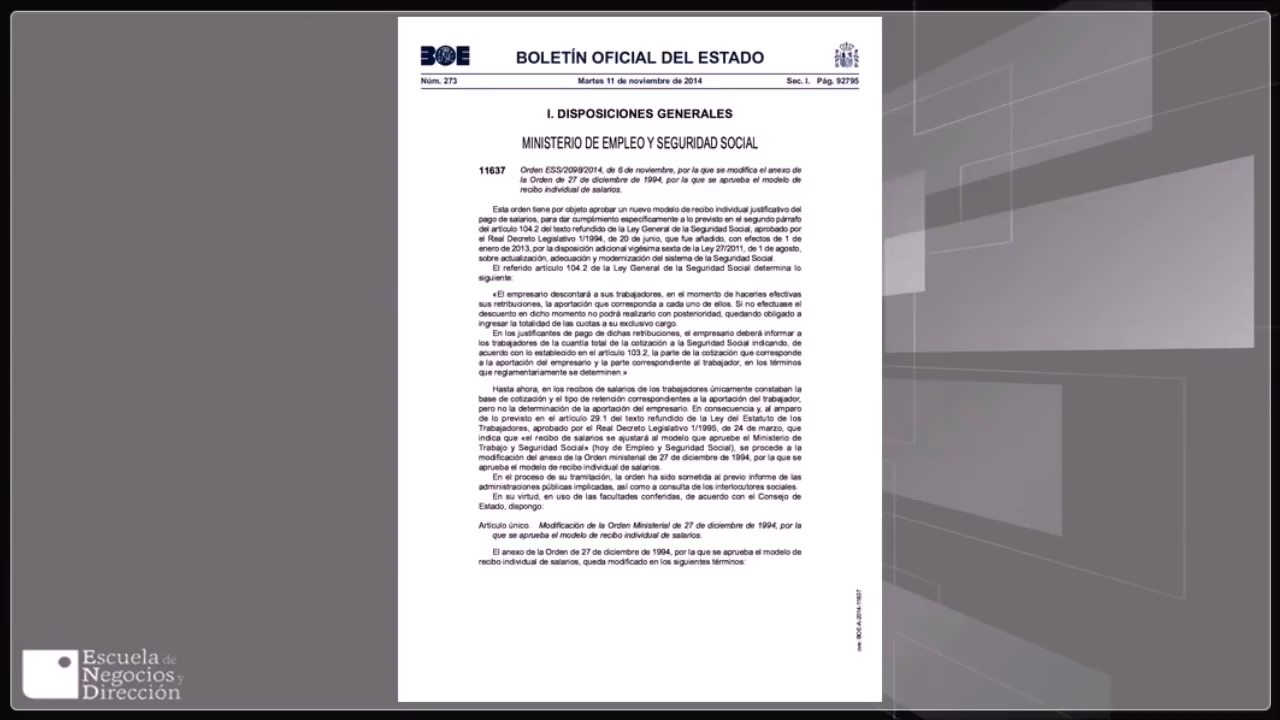 BOE
BOLETÍN OFICIAL DEL ESTADO
Núm. 273
Martes 11 de noviembre de 2014
Sec. I. Pág. 92795
I. DISPOSICIONES GENERALES
MINISTERIO DE EMPLEO Y SEGURIDAD SOCIAL
11637
Orden ESS/2098/2014, de 6 de noviembre, por la que se modifica el anexo de
la Orden de 27 de diciembre de 1994, por la que se aprueba el modelo de
recibo individual de salarios.
Esta orden tiene por objeto aprobar un nuevo modelo de recibo individual justificativo del
pago de salarios, para dar cumplimiento específicamente a lo previsto en el segundo párrafo
del artículo 104.2 del texto refundido de la Ley General de la Seguridad Social, aprobado por
el Real Decreto Legislativo 1/1994, de 20 de junio, que fue añadido, con efectos de 1 de
enero de 2013, por la disposición adicional vigésima sexta de la Ley 27/2011, de 1 de agosto,
sobre actualización, adecuación y modernización del sistema de la Seguridad Social.
El referido artículo 104.2 de la Ley General de la Seguridad Social determina lo
siguiente:
«El empresario descontará a sus trabajadores, en el momento de hacerles efectivas
sus retribuciones, la aportación que corresponda a cada uno de ellos. Si no efectuase el
descuento en dicho momento no podrá realizarlo con posterioridad, quedando obligado a
ingresar la totalidad de las cuotas a su exclusivo cargo.
En los justificantes de pago de dichas retribuciones, el empresario deberá informar a
los trabajadores de la cuantía total de la cotización a la Seguridad Social indicando, de
acuerdo con lo establecido en el artículo 103.2, la parte de la cotización que corresponde
a la aportación del empresario y la parte correspondiente al trabajador, en los términos
que reglamentariamente se determinen.»
Hasta ahora, en los recibos de salarios de los trabajadores únicamente constaban la
base de cotización y el tipo de retención correspondientes a la aportación del trabajador,
pero no la determinación de la aportación del empresario. En consecuencia y, al amparo
de lo previsto en el artículo 29.1 del texto refundido de la Ley del Estatuto de los
Trabajadores, aprobado por el Real Decreto Legislativo 1/1995, de 24 de marzo, que
indica que «el recibo de salarios se ajustará al modelo que apruebe el Ministerio de
Trabajo y Seguridad Social» (hoy de Empleo y Seguridad Social), se procede a la
modificación del anexo de la Orden ministerial de 27 de diciembre de 1994, por la que se
aprueba el modelo de recibo individual de salarios.
En el proceso de su tramitación, la orden ha sido sometida al previo informe de las
administraciones públicas implicadas, así como a consulta de los interlocutores sociales.
En su virtud, en uso de las facultades conferidas, de acuerdo con el Consejo de
Estado, dispongo:
Artículo único. Modificación de la Orden Ministerial de 27 de diciembre de 1994, por la
que se aprueba el modelo de recibo individual de salarios.
El anexo de la Orden de 27 de diciembre de 1994, por la que se aprueba el modelo de
recibo individual de salarios, queda modificado en los siguientes términos:
cve: BOE-A-2014-11637
Escuela de
Negocios y
Dirección